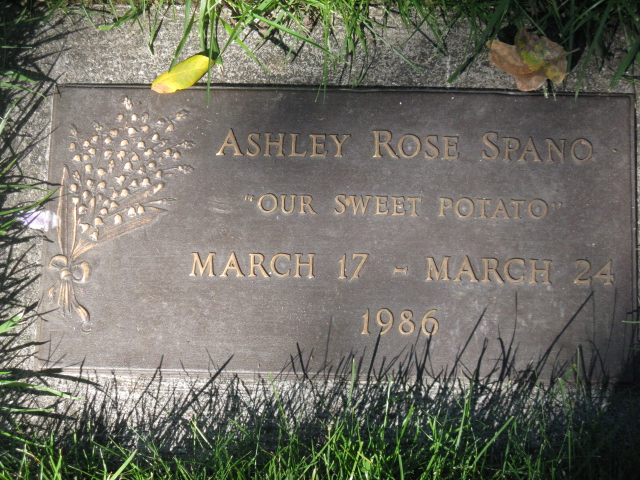 ASHLEY ROSE SPANO
"OUR SWEET POTATO"
MARCH 17 - MARCH 24
1986